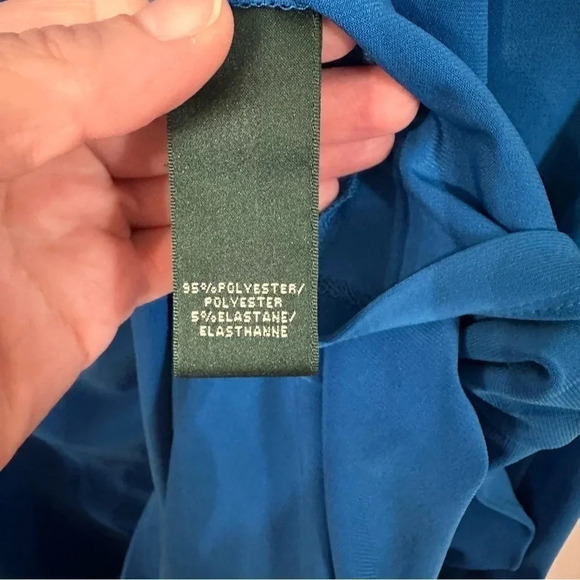 95%POLYESTER/
POLYESTER
5%ELASTANE/
ELASTHANNE